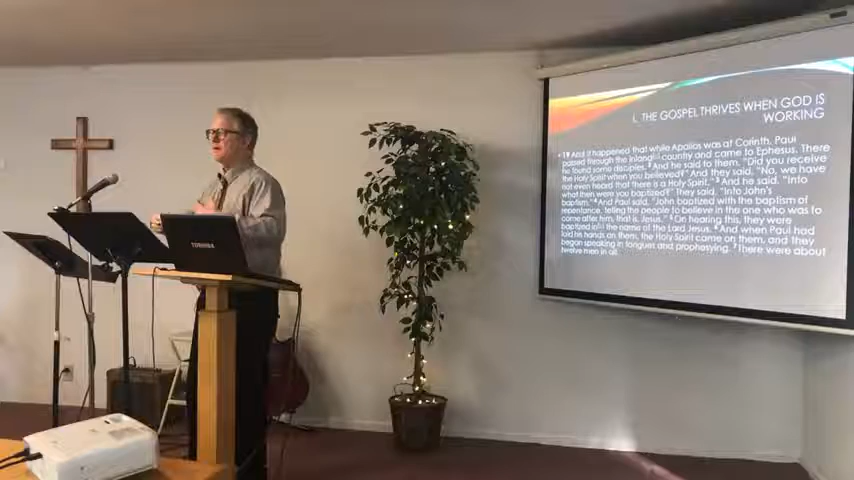 I. THE GOSPEL THRIVES WHEN GOD IS
WORKING
• 19 And it happened that while Apollos was at Corinth, Paul
passed through the inland country and came to Ephesus. There
he found some disciples. 2 And he said to them, "Did you receive
the Holy Spirit when you believed?" And they said, "No, we have
not even heard that there is a Holy Spirit." 3 And he said, "Into
what then were you baptized?" They said, "Into John's
baptism." 4 And Paul said, "John baptized with the baptism of
repentance, telling the people to believe in the one who was to
come after him, that is, Jesus." 5 On hearing this, they were
baptized in the name of the Lord Jesus. 6 And when Paul had
laid his hands on them, the Holy Spirit came on them, and they
began speaking in tongues and prophesying. 7 There were about
twelve men in all.
TOSHIBA